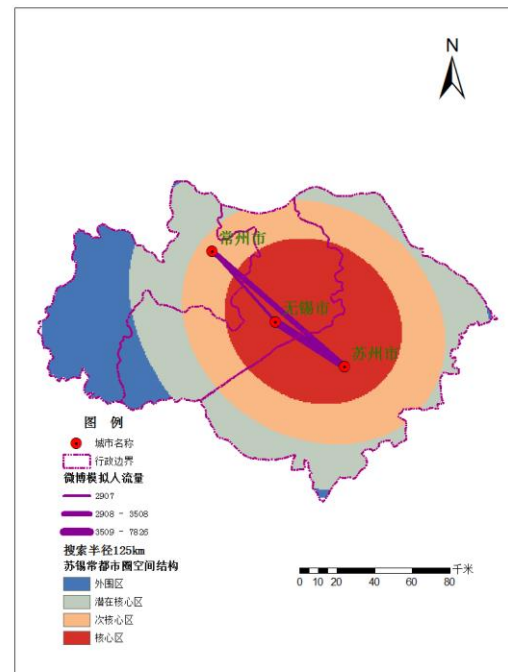 N
常州市
无锡市
苏州市
图 例
城市名称
行政边界
微博模拟人流量
2907
2908 - 3508
3509 - 7826
搜索半径125km
苏锡常都市圈空间结构
外围区
潜在核心区
次核心区
核心区
千米
0 10 20 40 60 80